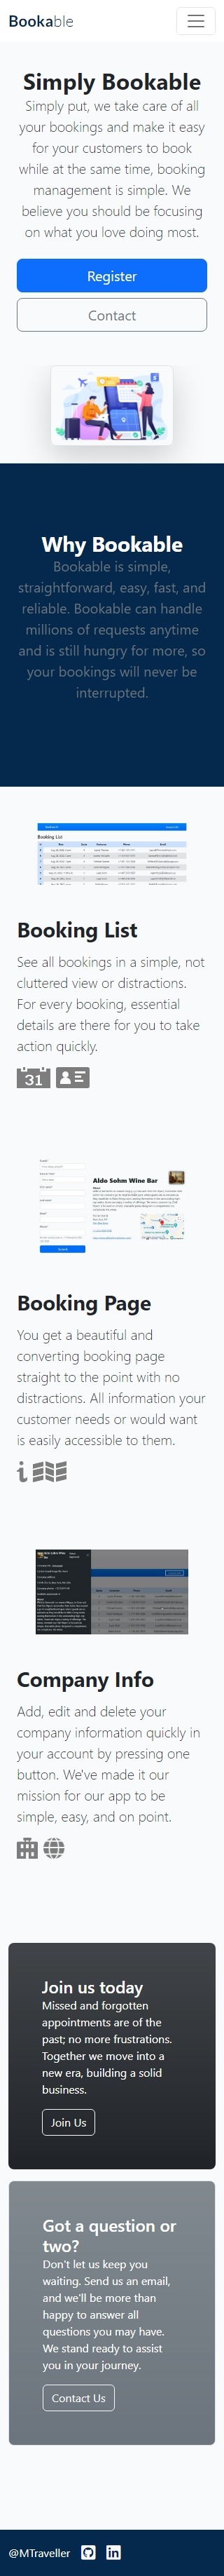 Bookable
Simply Bookable
Simply put, we take care of all
your bookings and make it easy
for your customers to book
while at the same time, booking
management is simple. We
believe you should be focusing
on what you love doing most.
Register
Contact
Why Bookable
Bookable is simple,
straightforward, easy, fast, and
reliable. Bookable can handle
millions of requests anytime
and is still hungry for more, so
your bookings will never be
interrupted.
Booking List
Booking List
See all bookings in a simple, not
cluttered view or distractions.
For every booking, essential
details are there for you to take
action quickly.
31
Aldo Sohm Wine Bar
Booking Page
You get a beautiful and
converting booking page
straight to the point with no
distractions. All information your
customer needs or would want
is easily accessible to them.
Company Info
Add, edit and delete your
company information quickly in
your account by pressing one
button. We've made it our
mission for our app to be
simple, easy, and on point.
Join us today
Missed and forgotten
appointments are of the
past; no more frustrations.
Together we move into a
new era, building a solid
business.
Join Us
Got a question or
two?
Don't let us keep you
waiting. Send us an email,
and we'll be more than
happy to answer all
questions you may have.
We stand ready to assist
you in your journey.
Contact Us
@MTraveller